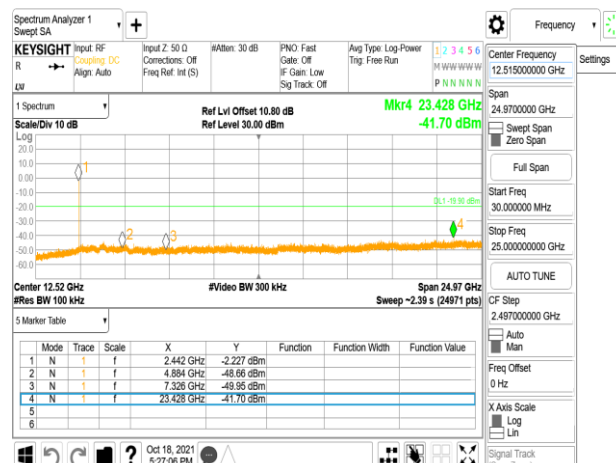 Spectrum Analyzer 1
Swept SA
Frequency
Settings
KEYSIGHT
R
LM
Input: RF
Coupling: DC
Align: Auto
Input Z: 50 Ω
Corrections: Off
Freq Ref: Int (S)
#Atten: 30 dB
PNO: Fast
Gate: Off
IF Gain: Low
Sig Track: Off
Avg Type: Log-Power
Trig: Free Run
1 2 3 4 5 6
M W W W W W
P N N N N N
1 Spectrum
Scale/Div 10 dB
Log
Ref Lvl Offset 10.80 dB
Ref Level 30.00 dBm
Mkr4 23.428 GHz
-41.70 dBm
20.0
10.0
0.00
-10.0
-20.0
-30.0
-40.0
-50.0
-60.0
1
2
3
4
DL1 -19.90 dBm
Center 12.52 GHz
#Res BW 100 kHz
#Video BW 300 kHz
Span 24.97 GHz
Sweep ~2.39 s (24971 pts)
5 Marker Table
Mode Trace Scale X Y Function Function Width Function Value
1 N 1 f 2.442 GHz -2.227 dBm
2 N 1 f 4.884 GHz -48.66 dBm
3 N 1 f 7.326 GHz -49.95 dBm
4 N 1 f 23.428 GHz -41.70 dBm
5
6
Oct 18, 2021
5:27:06 PM
Center Frequency
12.515000000 GHz
Span
24.9700000 GHz
Swept Span
Zero Span
Full Span
Start Freq
30.000000 MHz
Stop Freq
25.000000000 GHz
AUTO TUNE
CF Step
2.497000000 GHz
Auto
Man
Freq Offset
0 Hz
X Axis Scale
Log
Lin
Signal Track